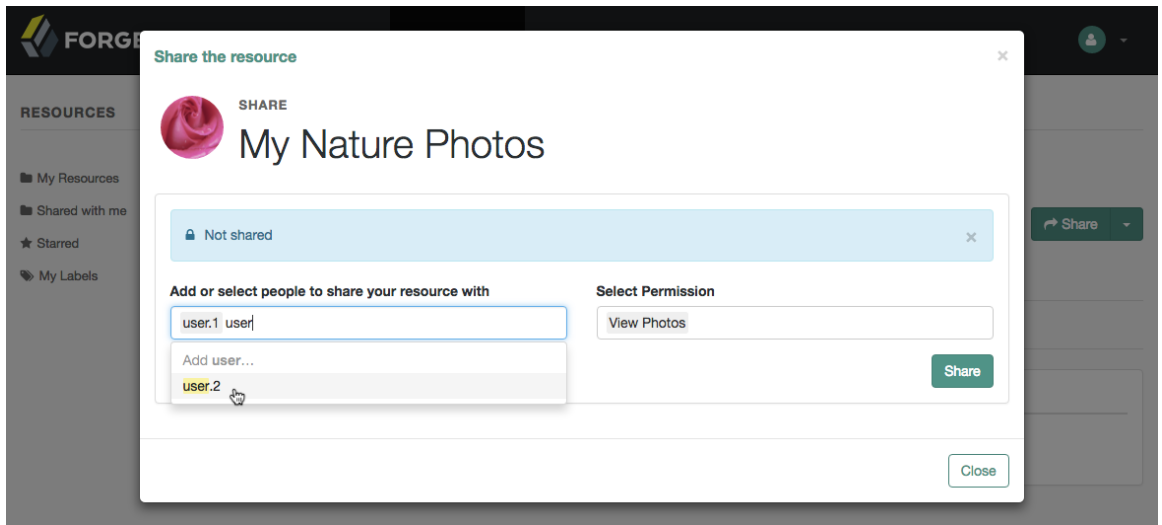 FORGE
Share the resource
×
SHARE
My Nature Photos
RESOURCES
My Resources
Shared with me
Starred
My Labels
Not shared
×
Share
Add or select people to share your resource with
Select Permission
user.1 user
View Photos
Add user...
user.2
Share
Close